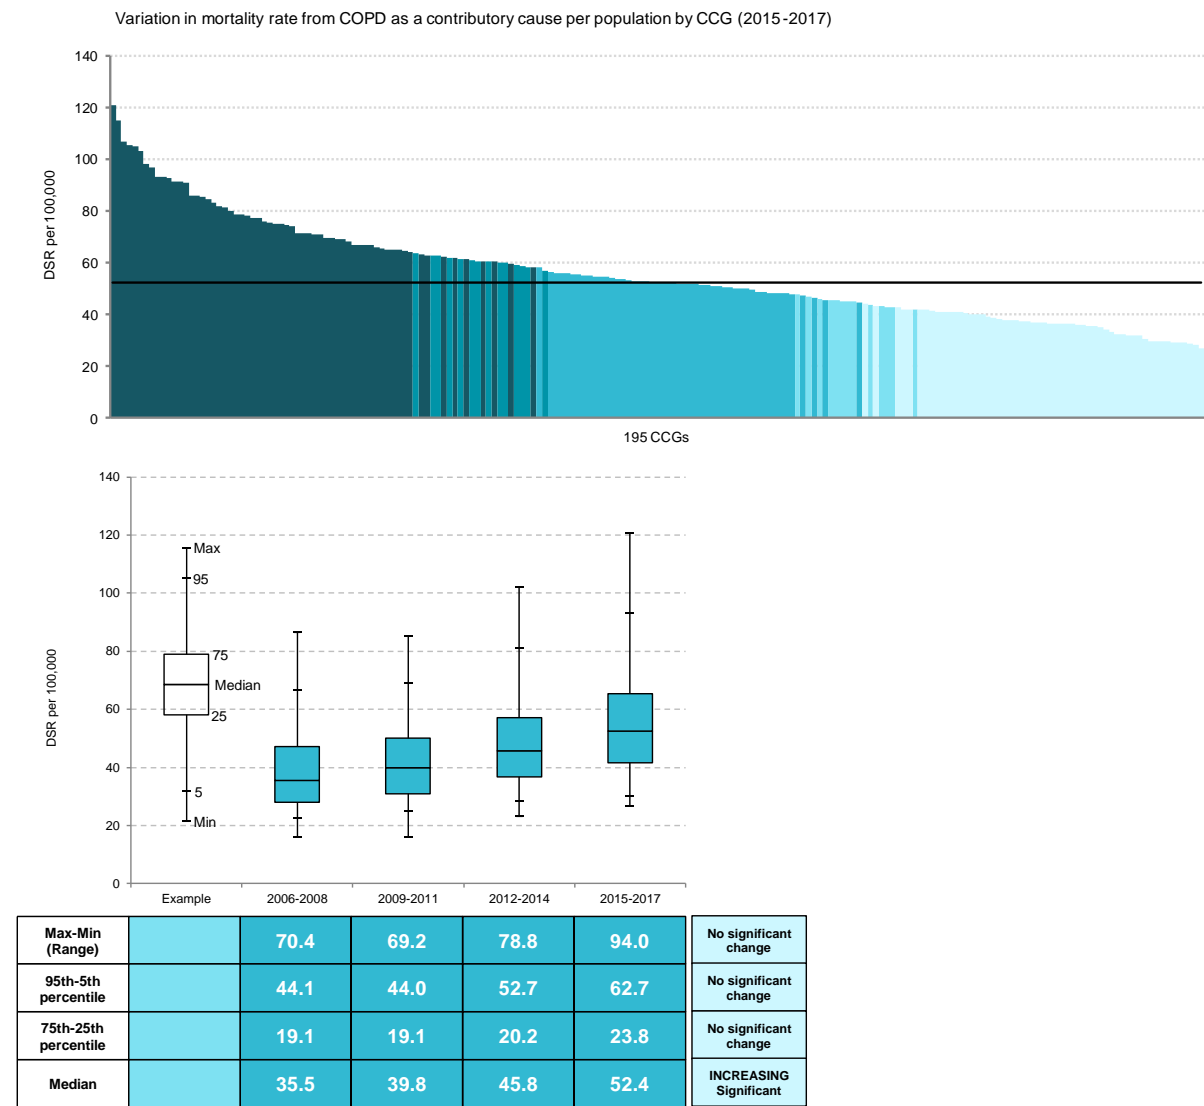 Variation in mortality rate from COPD as a contributory cause per population by CCG (2015-2017)
140
120
100
80
60
40
20
0
DSR per 100,000
195 CCGs
140
120
100
80
60
40
20
0
DSR per 100,000
Max
95
75
Median
25
5
Min
Example 2006-2008 2009-2011 2012-2014 2015-2017
Max-Min
(Range)
70.4 69.2 78.8 94.0
No significant
change
95th-5th
percentile
44.1 44.0 52.7 62.7
No significant
change
75th-25th
percentile
19.1 19.1 20.2 23.8
No significant
change
Median 35.5 39.8 45.8 52.4
INCREASING
Significant